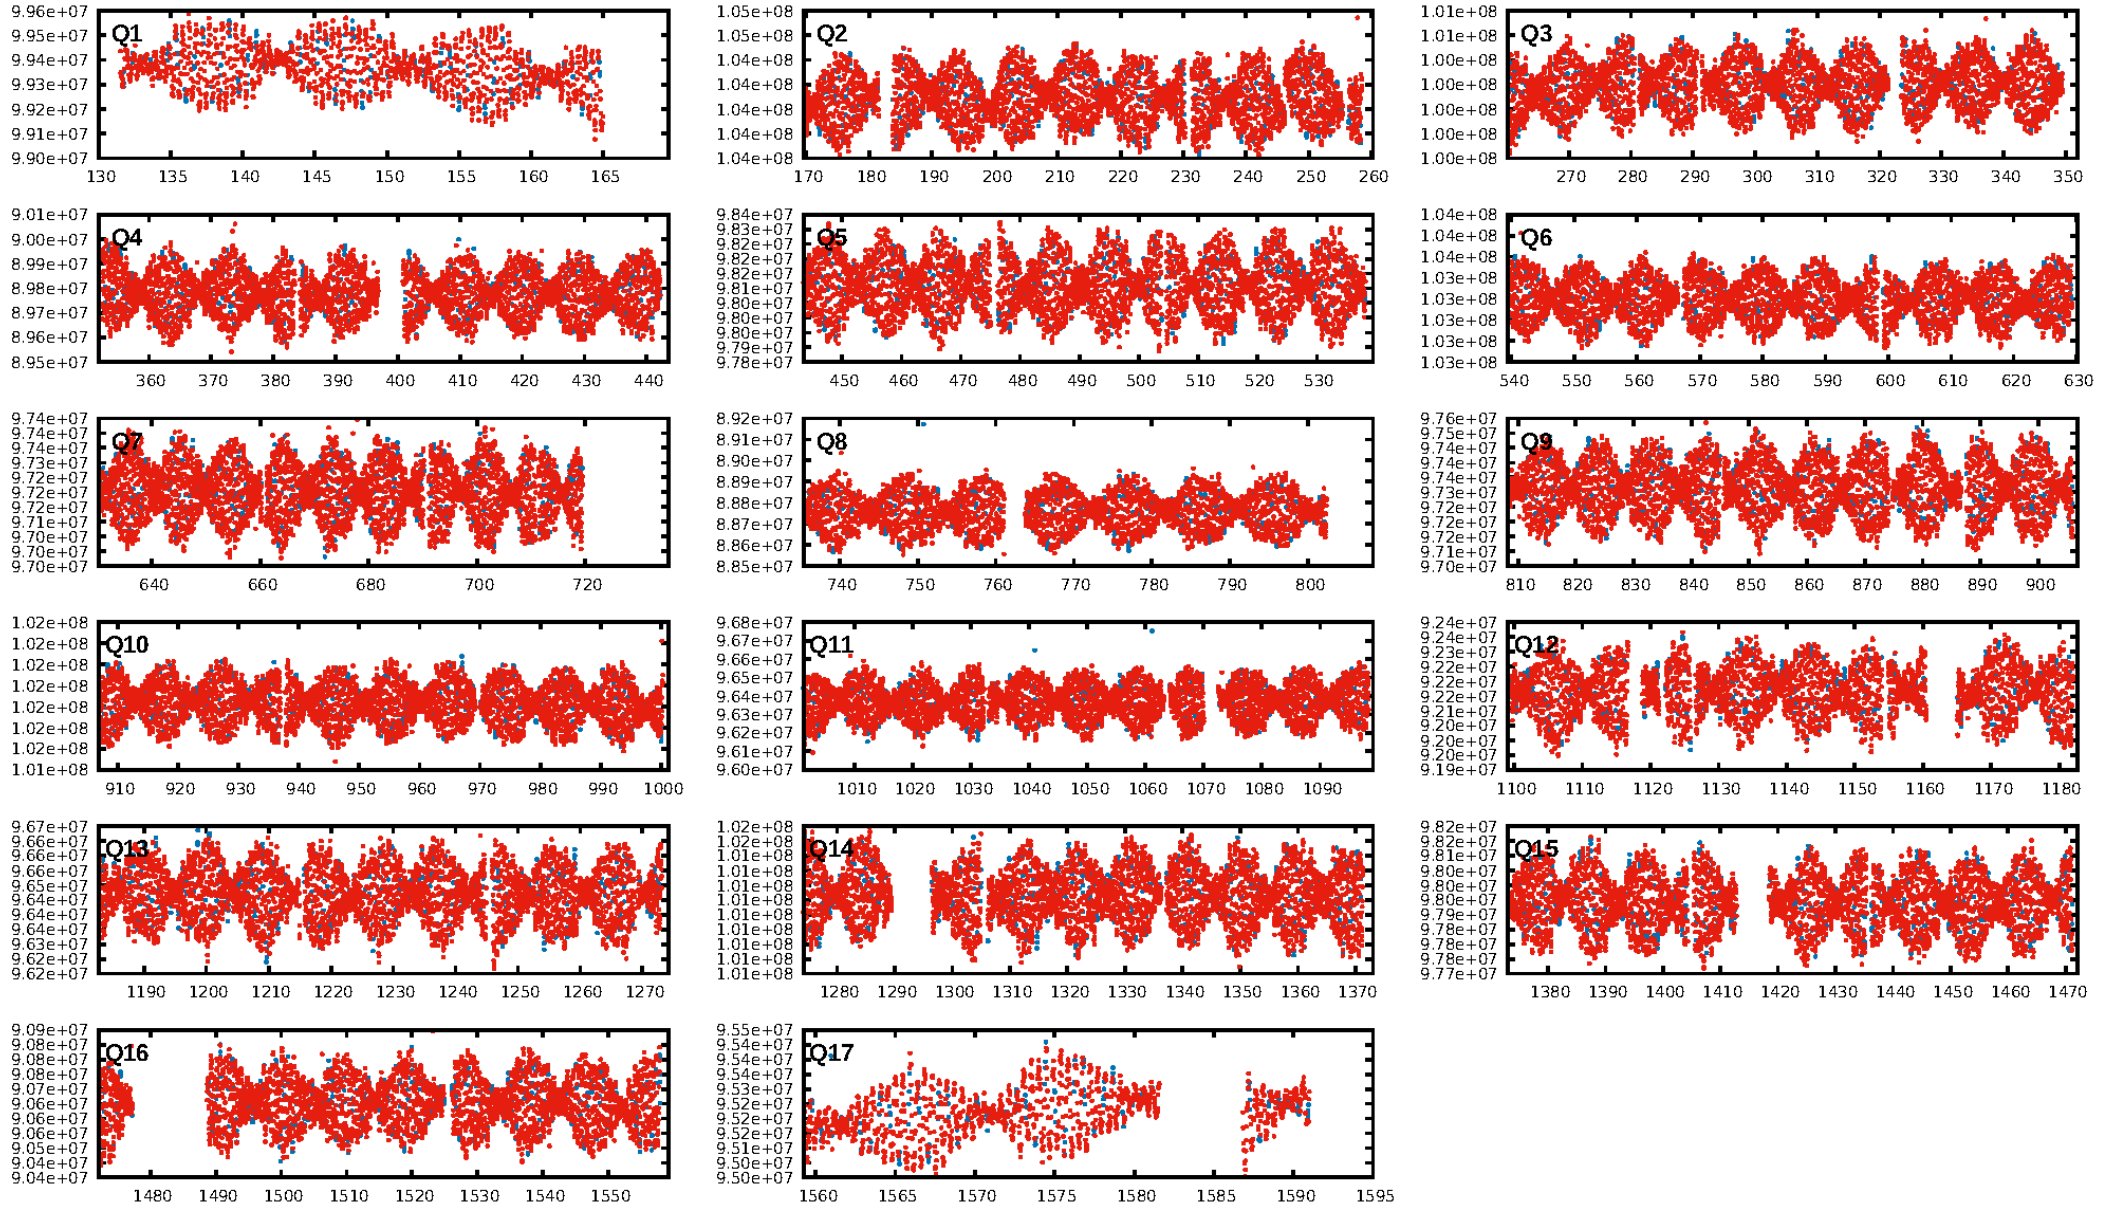 9.96e+07 9.95e+07 9.94e+07 9.93e+07 9.92e+07 9.91e+07 9.90e+07
Q1
130 135 140 145 150 155 160 165
1.05e+08 1.05e+08 1.04e+08 1.04e+08 1.04e+08 1.04e+08 1.04e+08
Q2
170 180 190 200 210 220 230 240 250 260
1.01e+08 1.01e+08 1.00e+08 1.00e+08 1.00e+08 1.00e+08 1.00e+08
Q3
270 280 290 300 310 320 330 340 350
9.01e+07 9.00e+07 8.99e+07 8.98e+07 8.97e+07 8.96e+07 8.95e+07
Q4
360 370 380 390 400 410 420 430 440
9.84e+07 9.83e+07 9.82e+07 9.82e+07 9.81e+07 9.81e+07 9.80e+07 9.80e+07 9.79e+07 9.79e+07 9.78e+07
Q5
450 460 470 480 490 500 510 520 530
1.04e+08 1.04e+08 1.04e+08 1.03e+08 1.03e+08 1.03e+08 1.03e+08 1.03e+08
Q6
540 550 560 570 580 590 600 610 620 630
9.74e+07 9.74e+07 9.74e+07 9.73e+07 9.73e+07 9.72e+07 9.72e+07 9.71e+07 9.70e+07 9.70e+07 9.70e+07
Q7
640 660 680 700 720
8.92e+07 8.91e+07 8.90e+07 8.89e+07 8.88e+07 8.87e+07 8.86e+07 8.85e+07
Q8
740 750 760 770 780 790 800
9.76e+07 9.75e+07 9.74e+07 9.74e+07 9.73e+07 9.73e+07 9.72e+07 9.72e+07 9.71e+07 9.70e+07
Q9
810 820 830 840 850 860 870 880 890 900
1.02e+08 1.02e+08 1.02e+08 1.02e+08 1.02e+08 1.02e+08 1.02e+08 1.01e+08
Q10
910 920 930 940 950 960 970 980 990 1000
9.68e+07 9.67e+07 9.66e+07 9.65e+07 9.64e+07 9.63e+07 9.62e+07 9.61e+07 9.60e+07
Q11
1010 1020 1030 1040 1050 1060 1070 1080 1090
9.24e+07 9.24e+07 9.23e+07 9.22e+07 9.22e+07 9.22e+07 9.21e+07 9.20e+07 9.20e+07 9.20e+07 9.19e+07
Q12
1100 1110 1120 1130 1140 1150 1160 1170 1180
9.67e+07 9.66e+07 9.66e+07 9.66e+07 9.65e+07 9.64e+07 9.64e+07 9.64e+07 9.63e+07 9.62e+07 9.62e+07
Q13
1190 1200 1210 1220 1230 1240 1250 1260 1270
1.02e+08 1.02e+08 1.01e+08 1.01e+08 1.01e+08 1.01e+08 1.01e+08 1.01e+08 1.01e+08 1.01e+08 1.01e+08
Q14
1280 1290 1300 1310 1320 1330 1340 1350 1360 1370
9.82e+07 9.81e+07 9.81e+07 9.80e+07 9.80e+07 9.79e+07 9.79e+07 9.78e+07 9.78e+07 9.77e+07
Q15
1380 1390 1400 1410 1420 1430 1440 1450 1460 1470
9.09e+07 9.08e+07 9.08e+07 9.08e+07 9.07e+07 9.06e+07 9.06e+07 9.06e+07 9.05e+07 9.04e+07 9.04e+07
Q16
1480 1490 1500 1510 1520 1530 1540 1550
9.55e+07 9.54e+07 9.54e+07 9.54e+07 9.53e+07 9.52e+07 9.52e+07 9.52e+07 9.51e+07 9.50e+07 9.50e+07
Q17
1560 1565 1570 1575 1580 1585 1590 1595